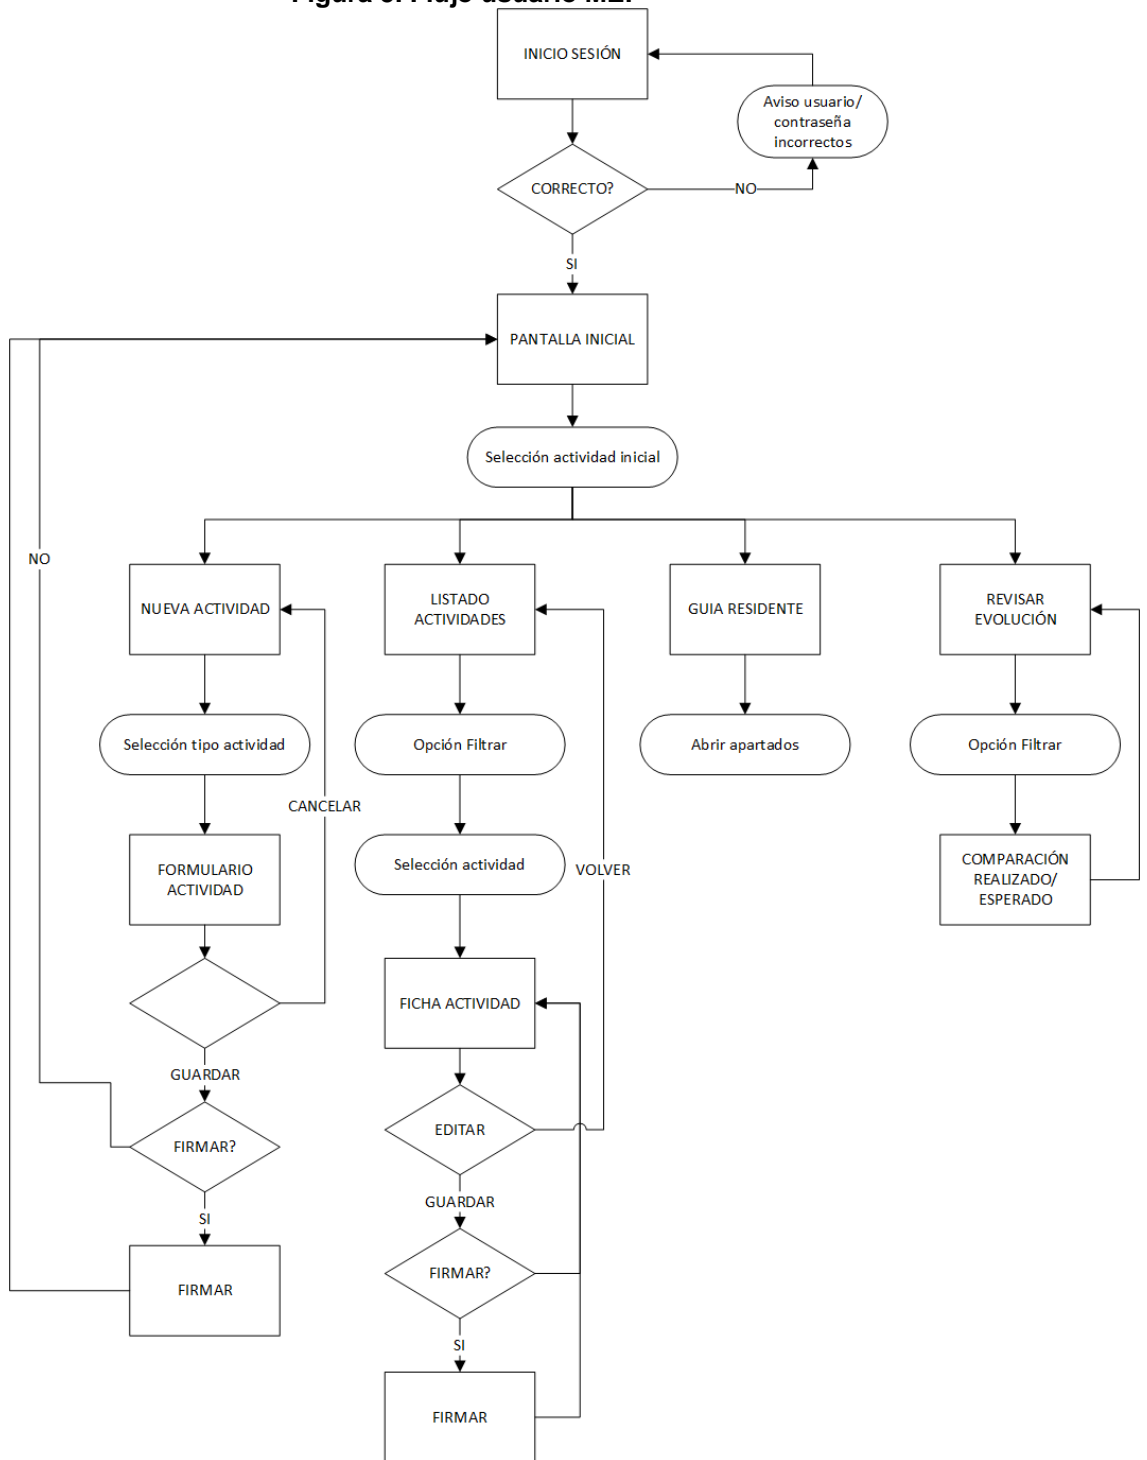 INICIO SESIÓN
Aviso usuario/
contraseña
incorrectos
CORRECTO?
NO
SI
PANTALLA INICIAL
Selección actividad inicial
NO
NUEVA ACTIVIDAD
LISTADO
ACTIVIDADES
GUIA RESIDENTE
REVISAR
EVOLUCIÓN
Selección tipo actividad
Opción Filtrar
Abrir apartados
Opción Filtrar
CANCELAR
FORMULARIO
ACTIVIDAD
Selección actividad
VOLVER
COMPARACIÓN
REALIZADO/
ESPERADO
FICHA ACTIVIDAD
GUARDAR
EDITAR
FIRMAR?
GUARDAR
SI
FIRMAR?
FIRMAR
SI
FIRMAR